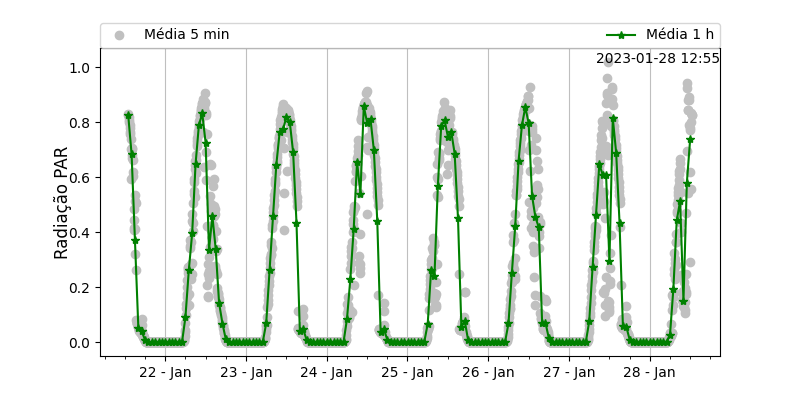 Média 5 min
Média 1 h
2023-01-28 12:55
Radiação PAR
1.0
0.8
0.6
0.4
0.2
0.0
22 - Jan
23 - Jan
24 - Jan
25 - Jan
26 - Jan
27 - Jan
28 - Jan